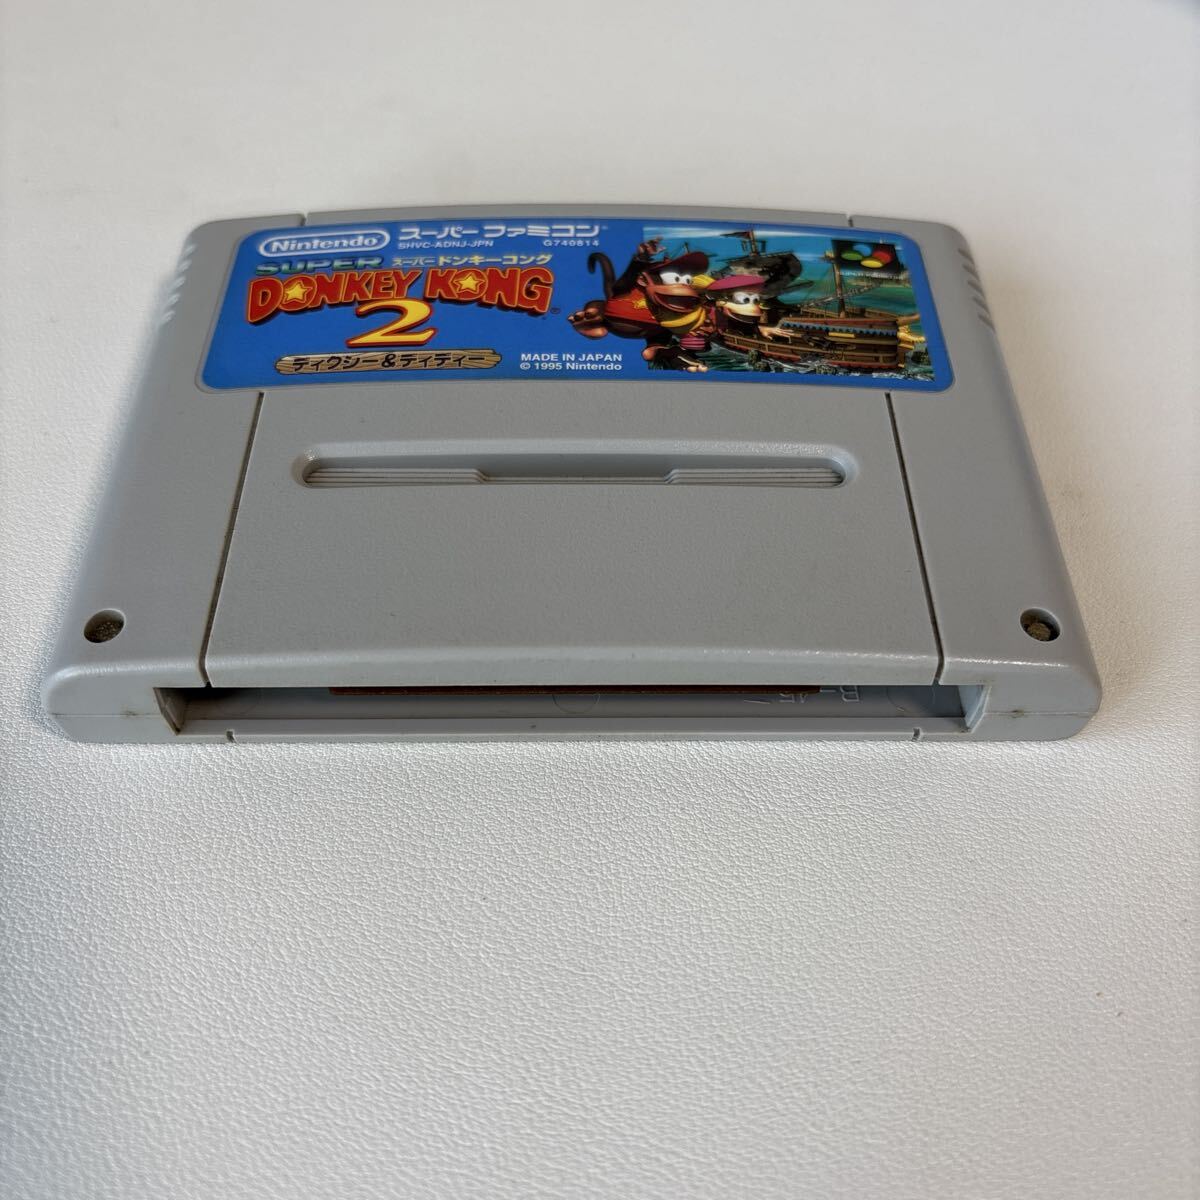 Nintendo
スーパーファミコン
SHVC-ADNJ-JPN G740814
SUPER スーパードンキーコング
DONKEY KONG
2
ディクシー&ディディー
MADE IN JAPAN
© 1995 Nintendo